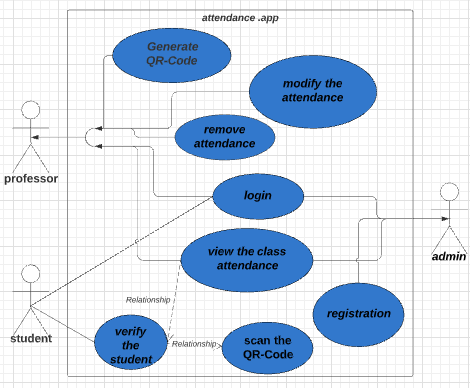 attendance .app
Generate
QR-Code
modify the
attendance
remove
attendance
professor
login
view the class
attendance
admin
Relationship
registration
student
verify
the
student
Relationship
scan the
QR-Code